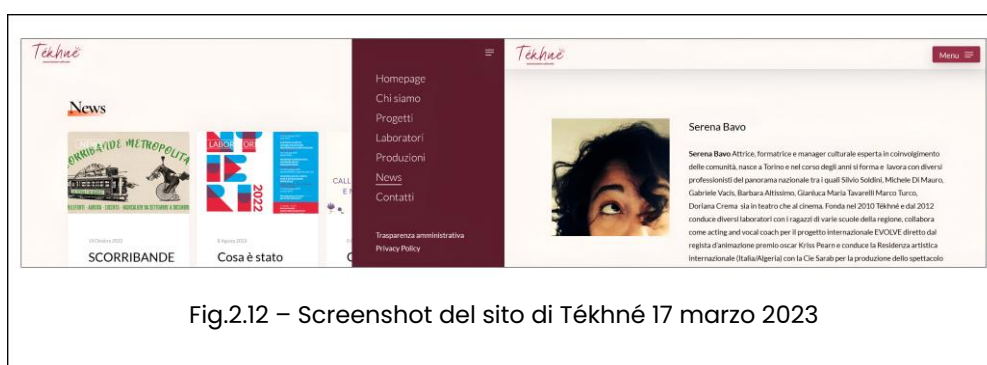 Tékhné
News
SCORRIBANDE METROPOLITA
LABORATORI
2022
19 Ottobre 2022
SCORRIBANDE
8 Agosto 2022
Cosa è stato
Homepage
Chi siamo
Progetti
Laboratori
Produzioni
News
Contatti
Trasparenza amministrativa
Privacy Policy
Tékhné
Menu
Serena Bavo
Serena Bavo Attrice, formatrice e manager culturale esperta in coinvolgimento
delle comunità, nasce a Torino e nel corso degli anni si forma e lavora con diversi
professionisti del panorama nazionale tra i quali Silvio Soldini, Michele Di Mauro,
Gabriele Vacis, Barbara Altissimo, Gianluca Maria Tavarelli Marco Turco,
Doriana Crema sia in teatro che al cinema. Fonda nel 2010 Tékhné e dal 2012
conduce diversi laboratori con i ragazzi di varie scuole della regione, collabora
come acting and vocal coach per il progetto internazionale EVOLVE diretto dal
regista d'animazione premio oscar Kriss Pearn e conduce la Residenza artistica
internazionale (Italia/Algeria) con la Cie Sarab per la produzione dello spettacolo
Fig.2.12 – Screenshot del sito di Tékhné 17 marzo 2023